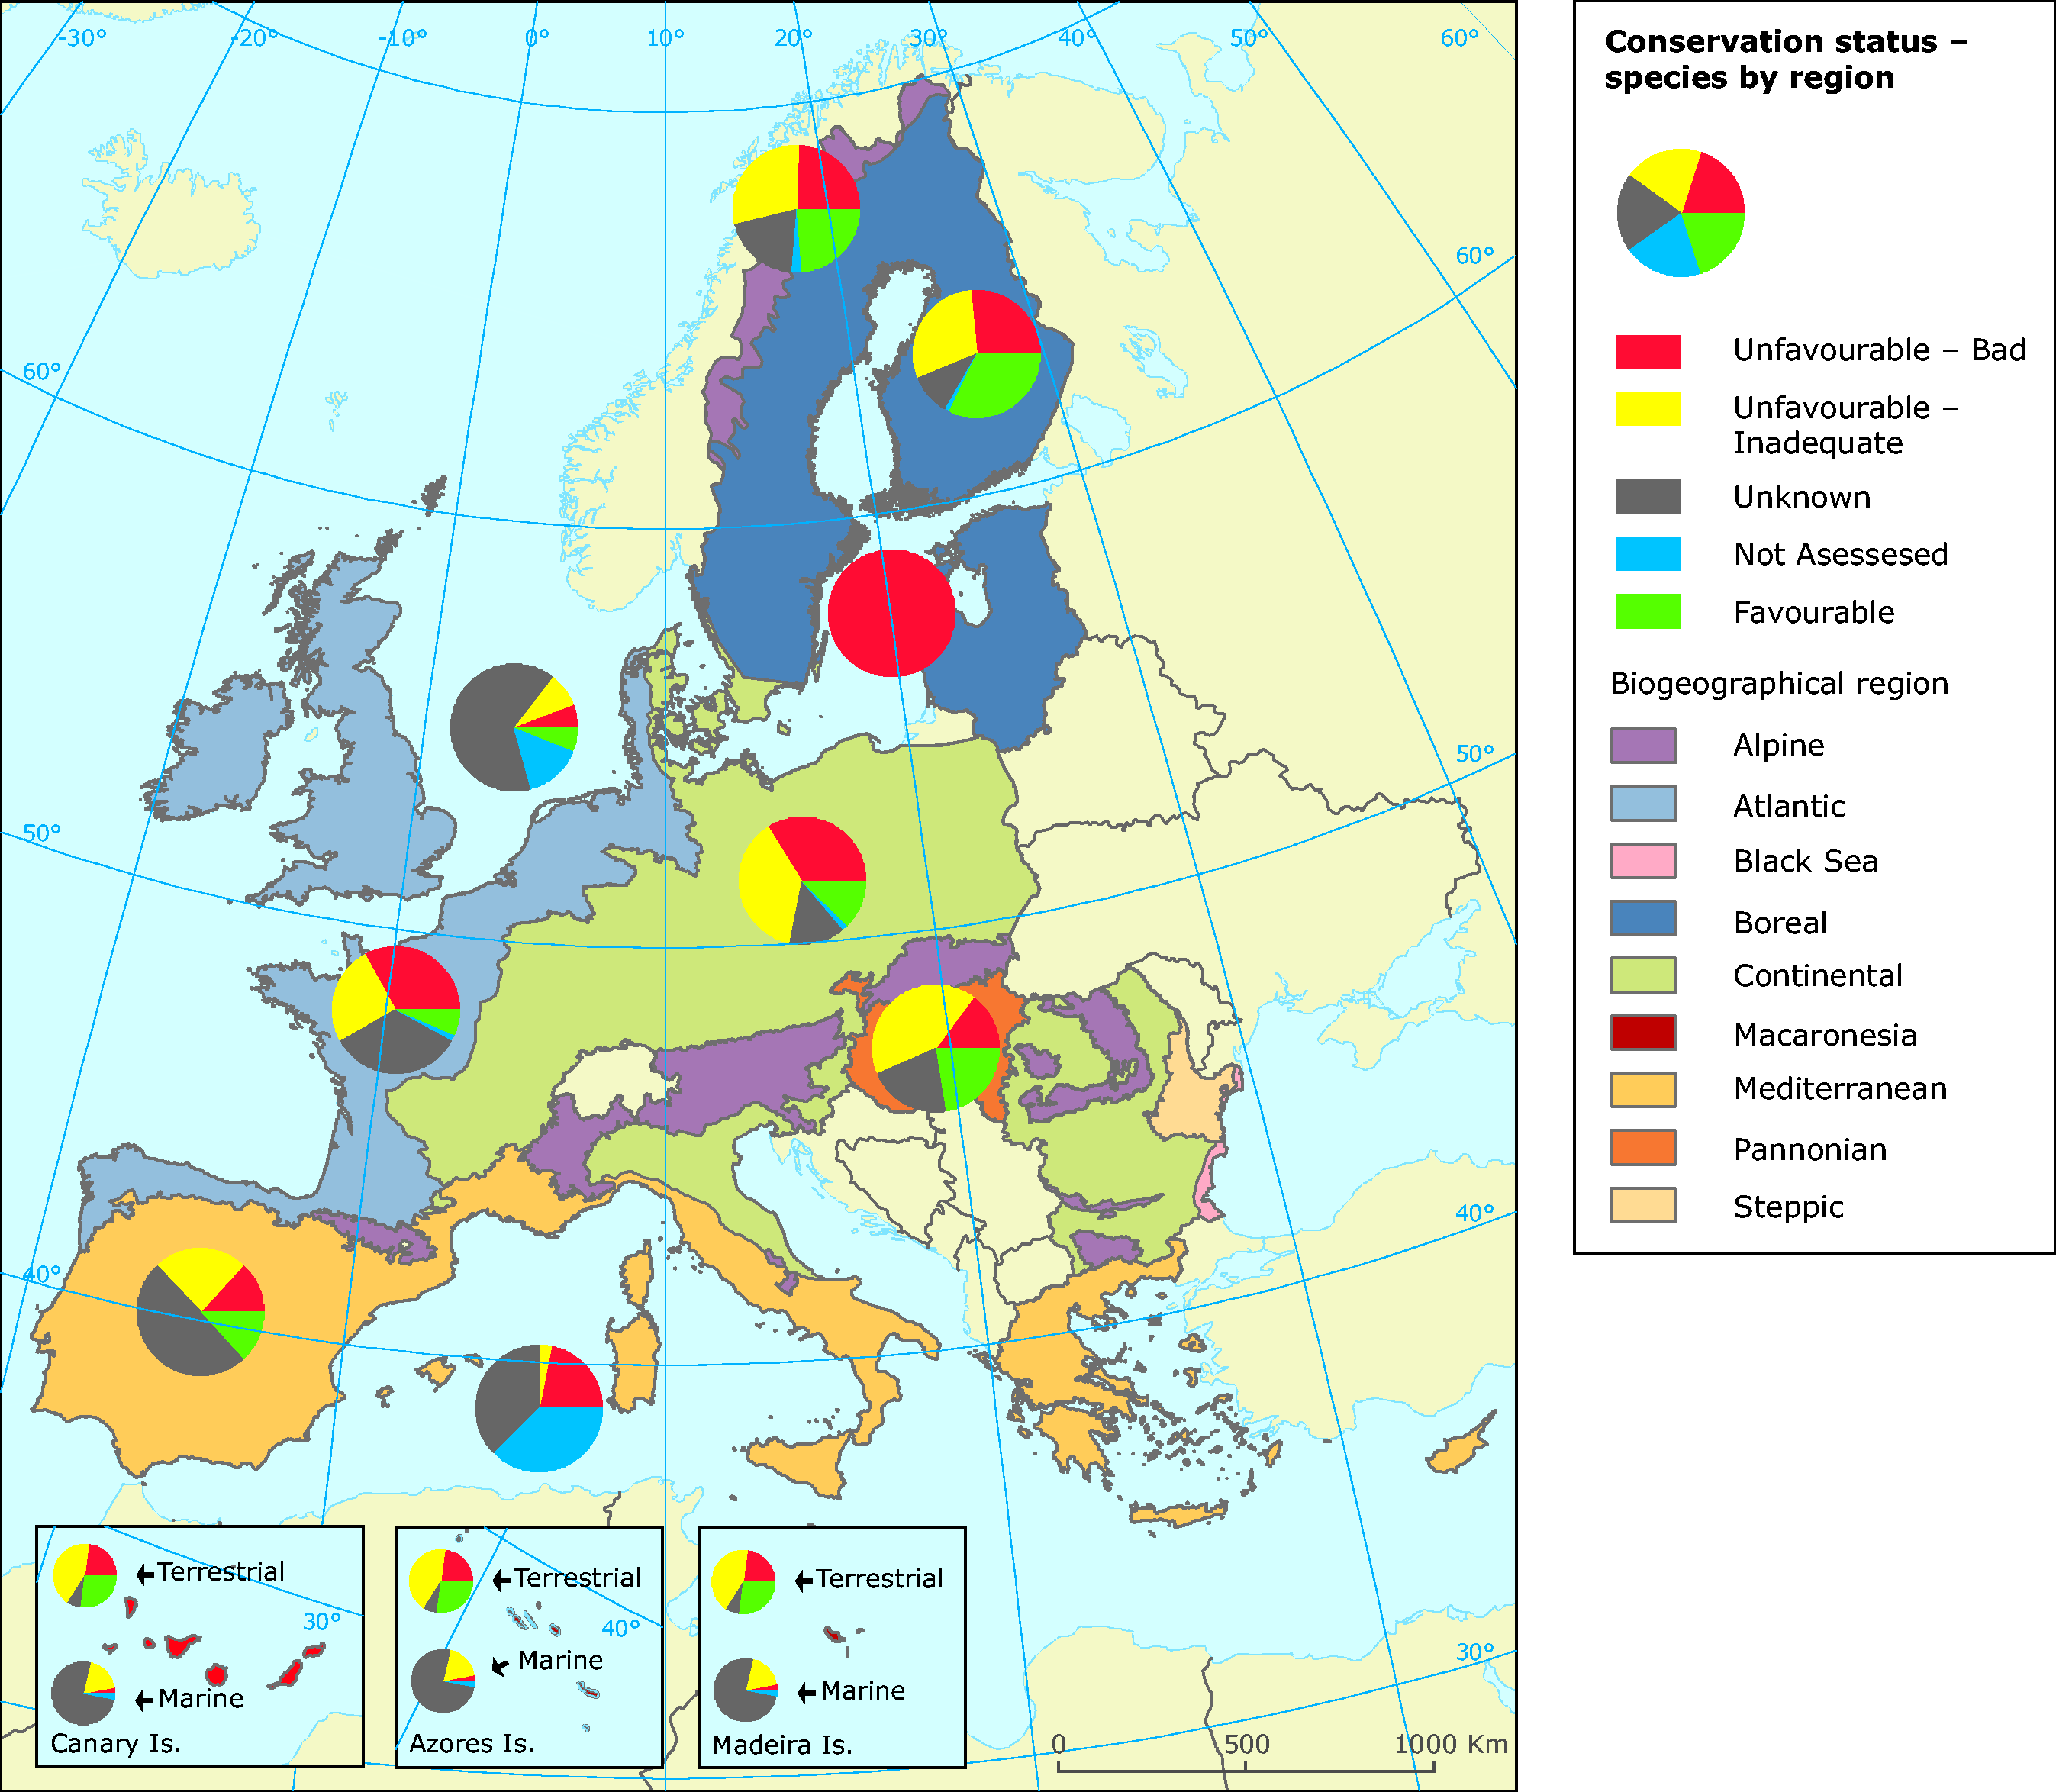 -30°
-20°
-10°
0°
10°
20°
30°
40°
50°
60°
60°
60°
50°
50°
40°
40°
30°
Terrestrial
30°
Marine
Canary Is.
Terrestrial
40°
Marine
Azores Is.
Terrestrial
Marine
Madeira Is.
0 500 1000 Km
Conservation status –
species by region
Unfavourable – Bad
Unfavourable –
Inadequate
Unknown
Not Asessesed
Favourable
Biogeographical region
Alpine
Atlantic
Black Sea
Boreal
Continental
Macaronesia
Mediterranean
Pannonian
Steppic